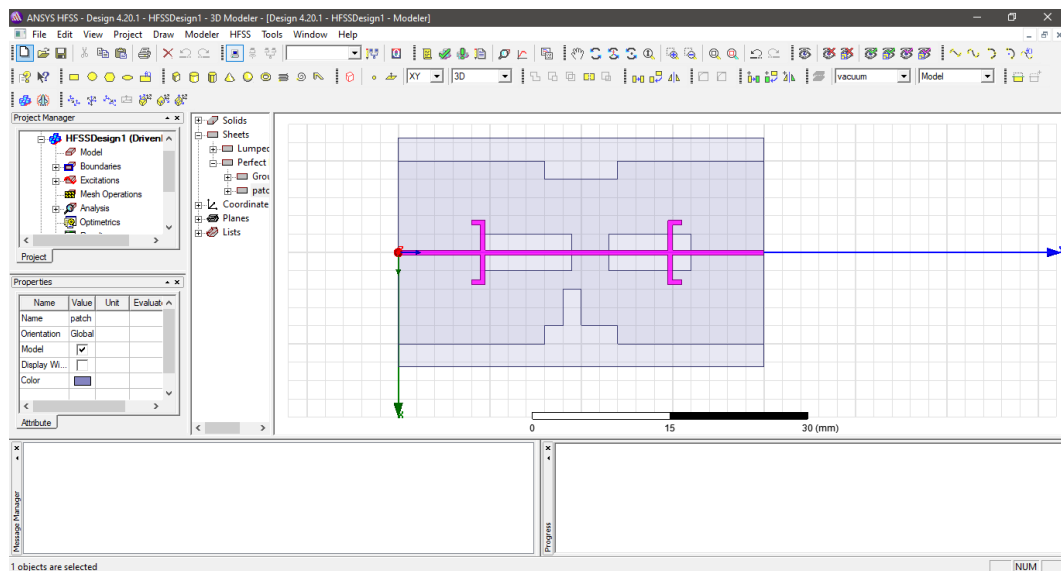 ANSYS HFSS - Design 4.20.1 - HFSSDesign1 - 3D Modeler - [Design 4.20.1 - HFSSDesign1 - Modeler]
File Edit View Project Draw Modeler HFSS Tools Window Help
XY 3D vacuum Model
Project Manager
HFSSDesign1 (Driven
Model
Boundaries
Excitations
Mesh Operations
Analysis
Optimetrics
Project
Solids
Sheets
Lumped
Perfect
Grou
patc
Coordinate
Planes
Lists
Properties
Name Value Unit Evaluate
Name patch
Orientation Global
Model
Display Wi...
Color
Attribute
0 15 30 (mm)
Message Manager
Progress
1 objects are selected
NUM